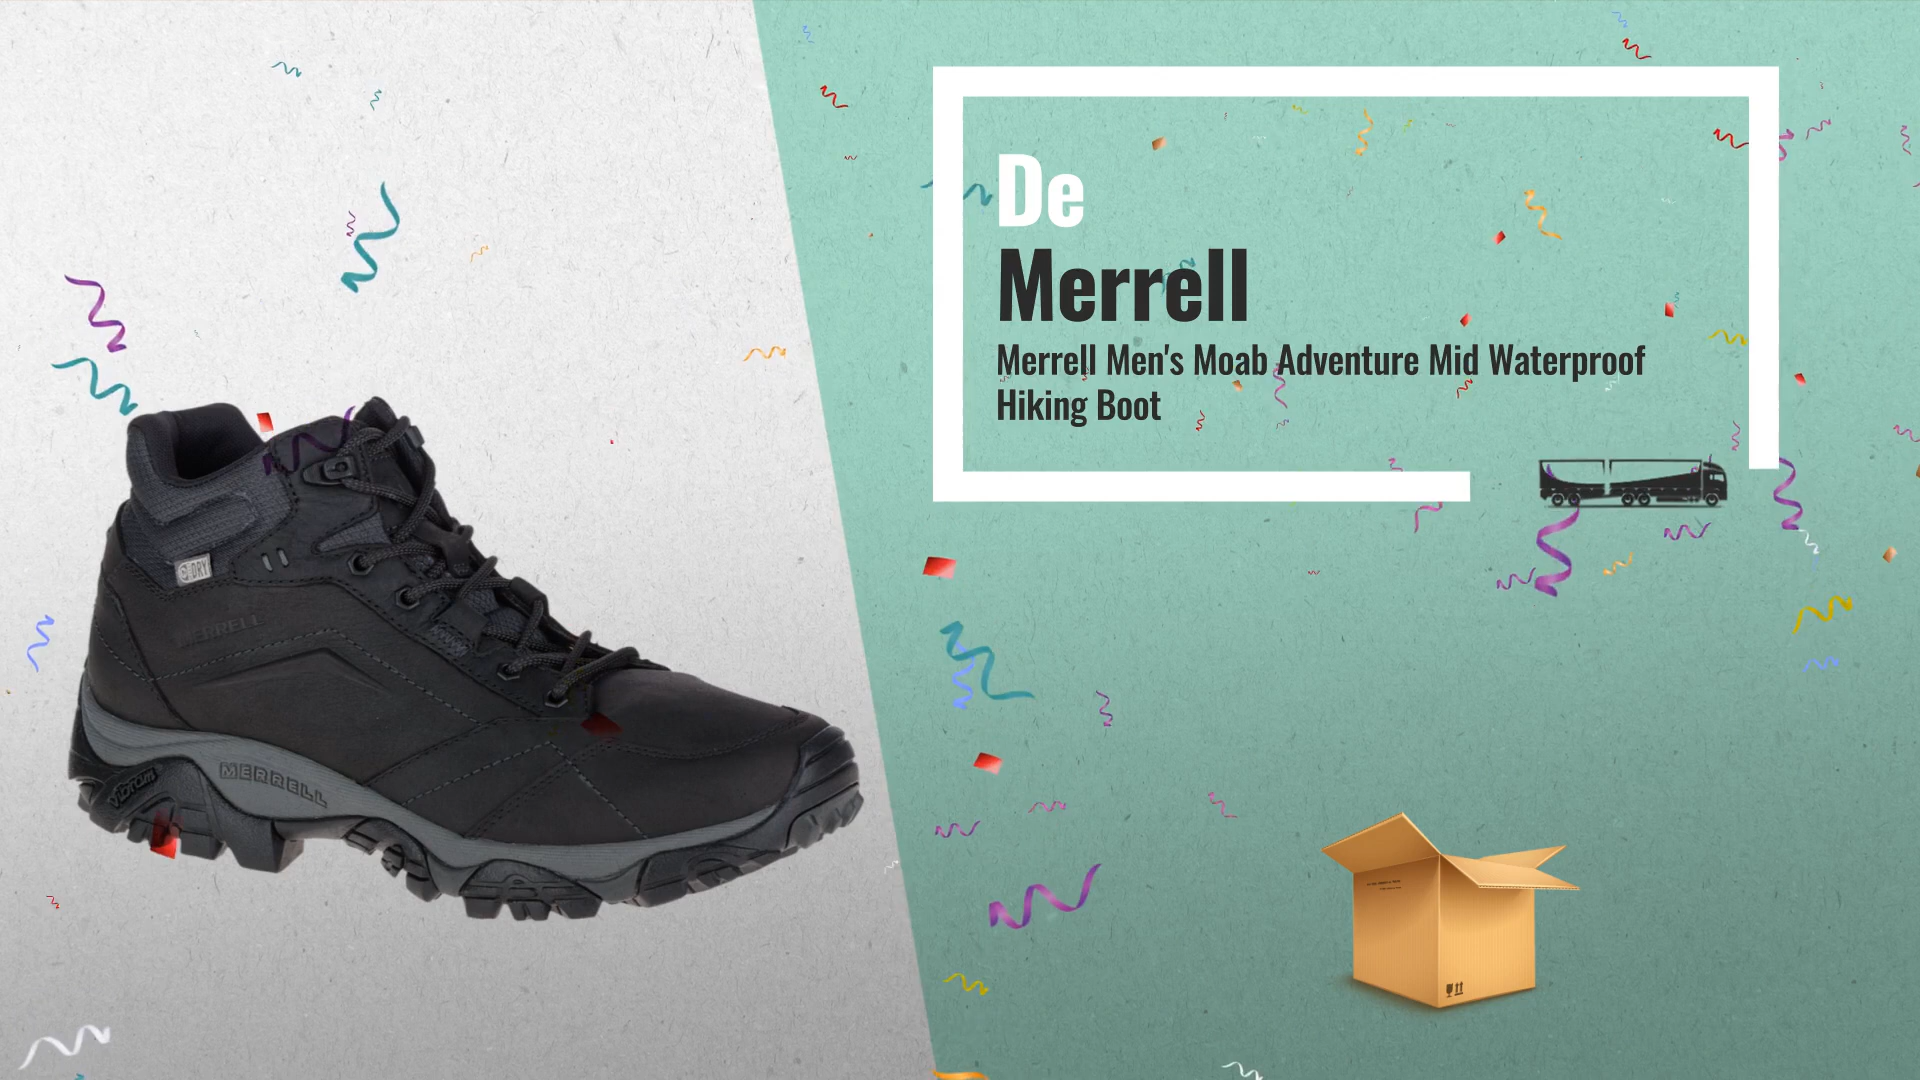 De
Merrell
Merrell Men's Moab Adventure Mid Waterproof
Hiking Boot
DRY
MERRELL
vibram
MERRELL